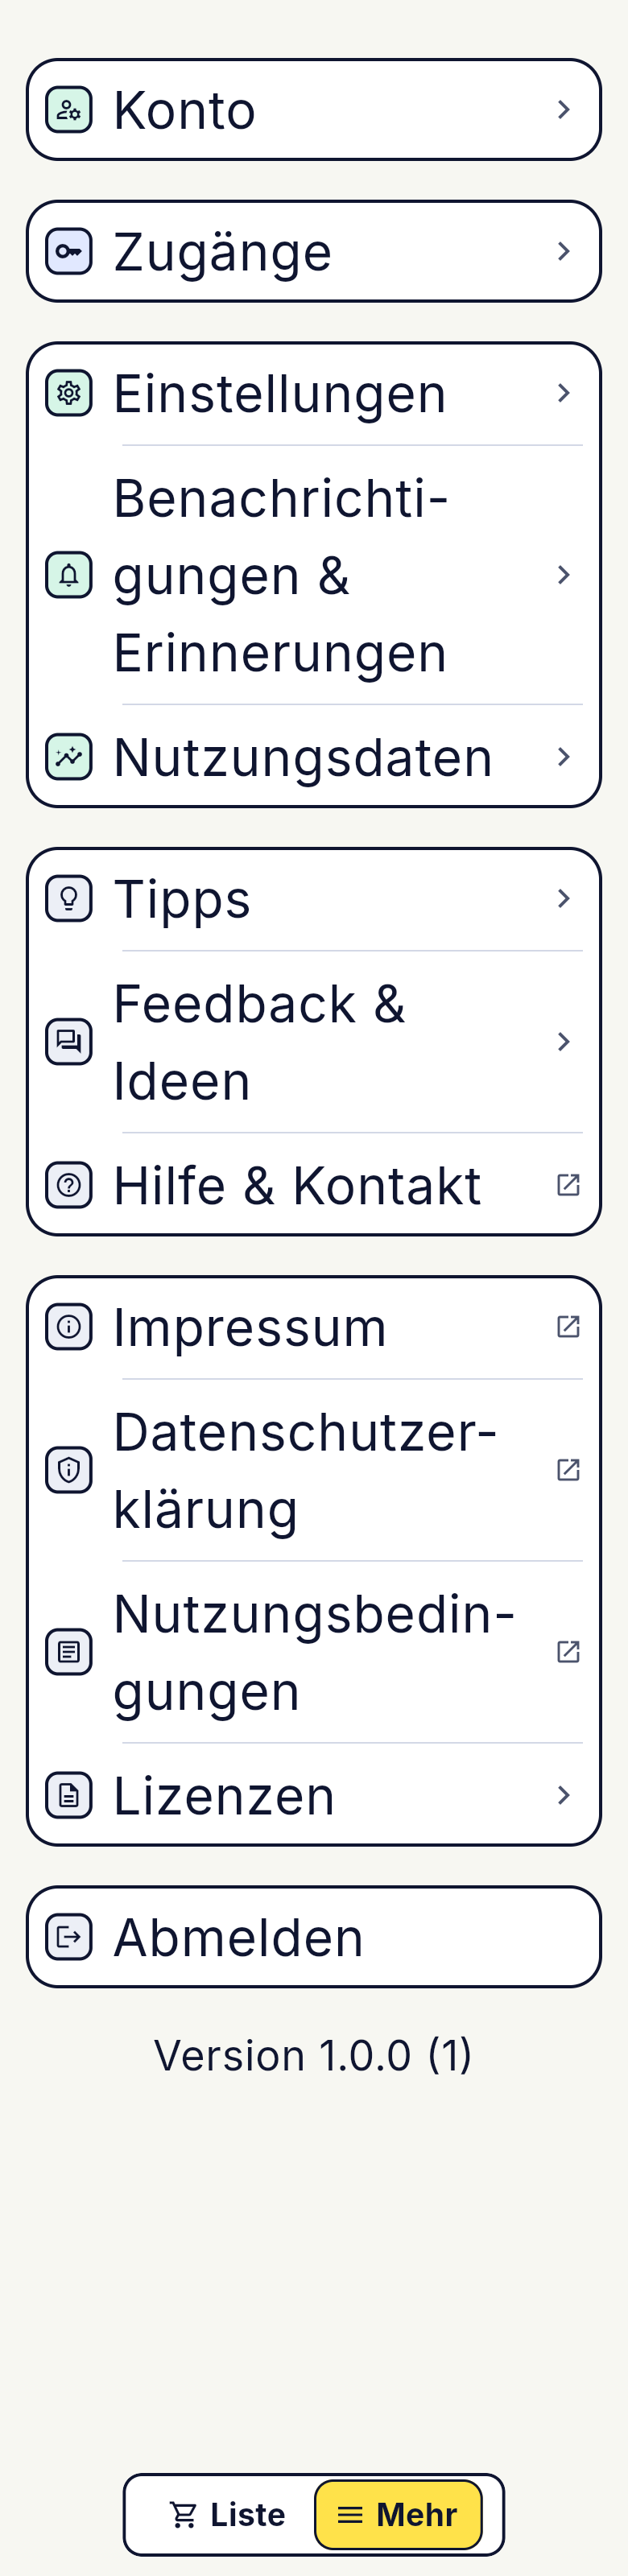 Konto
Zugänge
Einstellungen
Benachrichti-
gungen &
Erinnerungen
Nutzungsdaten
Tipps
Feedback &
Ideen
Hilfe & Kontakt
Impressum
Datenschutzer-
klärung
Nutzungsbedin-
gungen
Lizenzen
Abmelden
Version 1.0.0 (1)
Liste Mehr